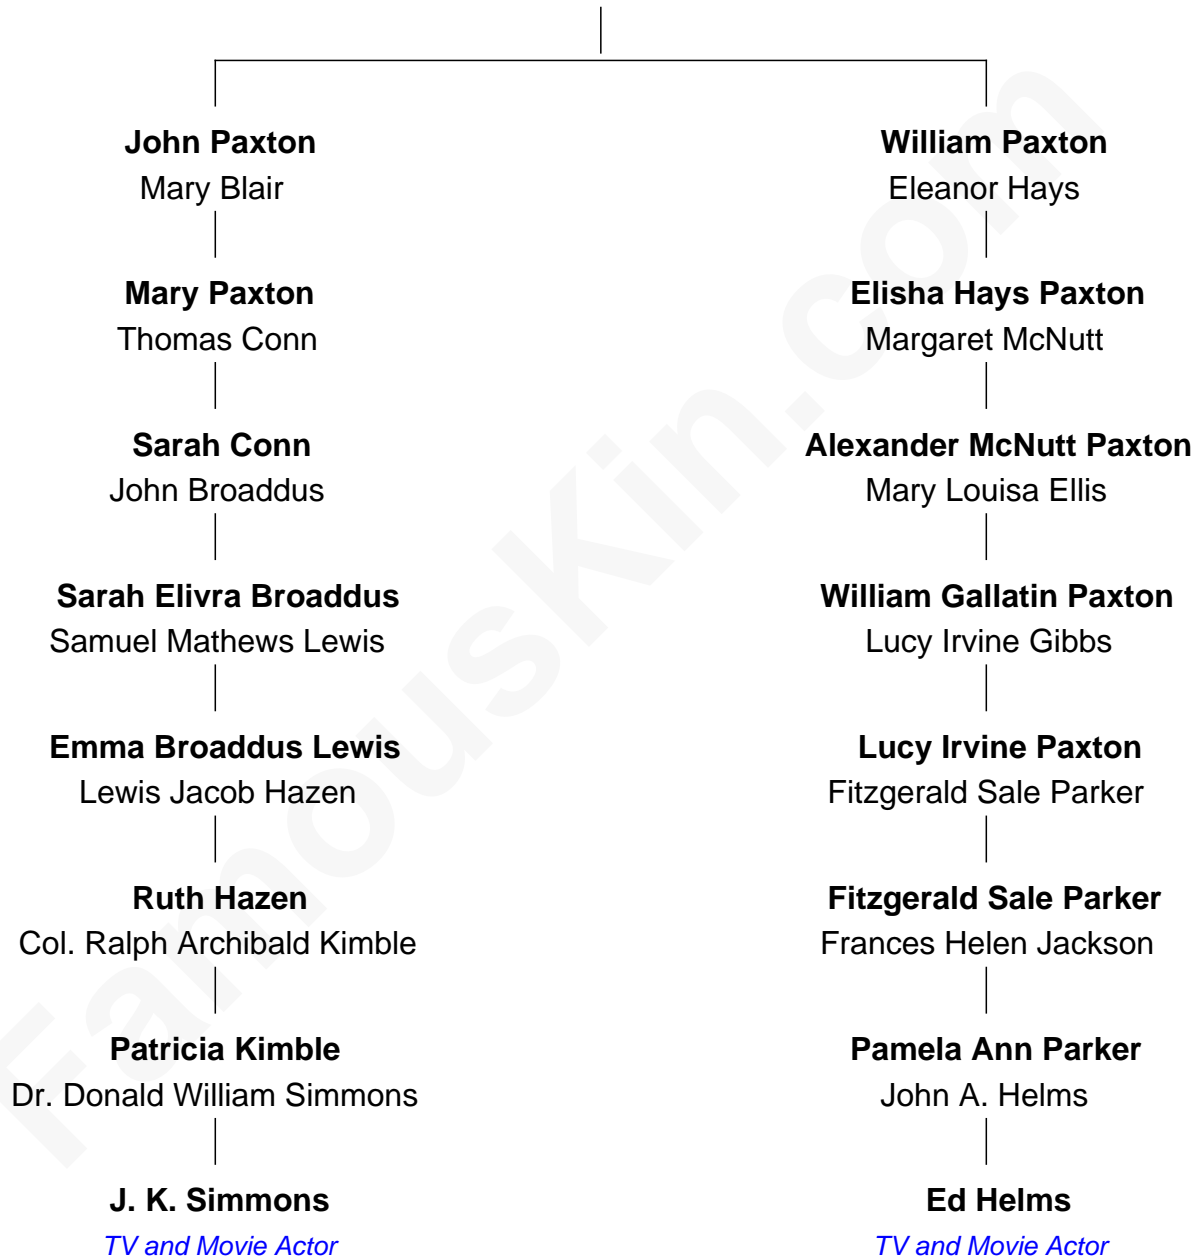 John Paxton
Mary Blair
Mary Paxton
Thomas Conn
Sarah Conn
John Broaddus
Sarah Elivra Broaddus
Samuel Mathews Lewis
Emma Broaddus Lewis
Lewis Jacob Hazen
Ruth Hazen
Col. Ralph Archibald Kimble
Patricia Kimble
Dr. Donald William Simmons
J. K. Simmons
TV and Movie Actor
William Paxton
Eleanor Hays
Elisha Hays Paxton
Margaret McNutt
Alexander McNutt Paxton
Mary Louisa Ellis
William Gallatin Paxton
Lucy Irvine Gibbs
Lucy Irvine Paxton
Fitzgerald Sale Parker
Fitzgerald Sale Parker
Frances Helen Jackson
Pamela Ann Parker
John A. Helms
Ed Helms
TV and Movie Actor
FamousKin.com